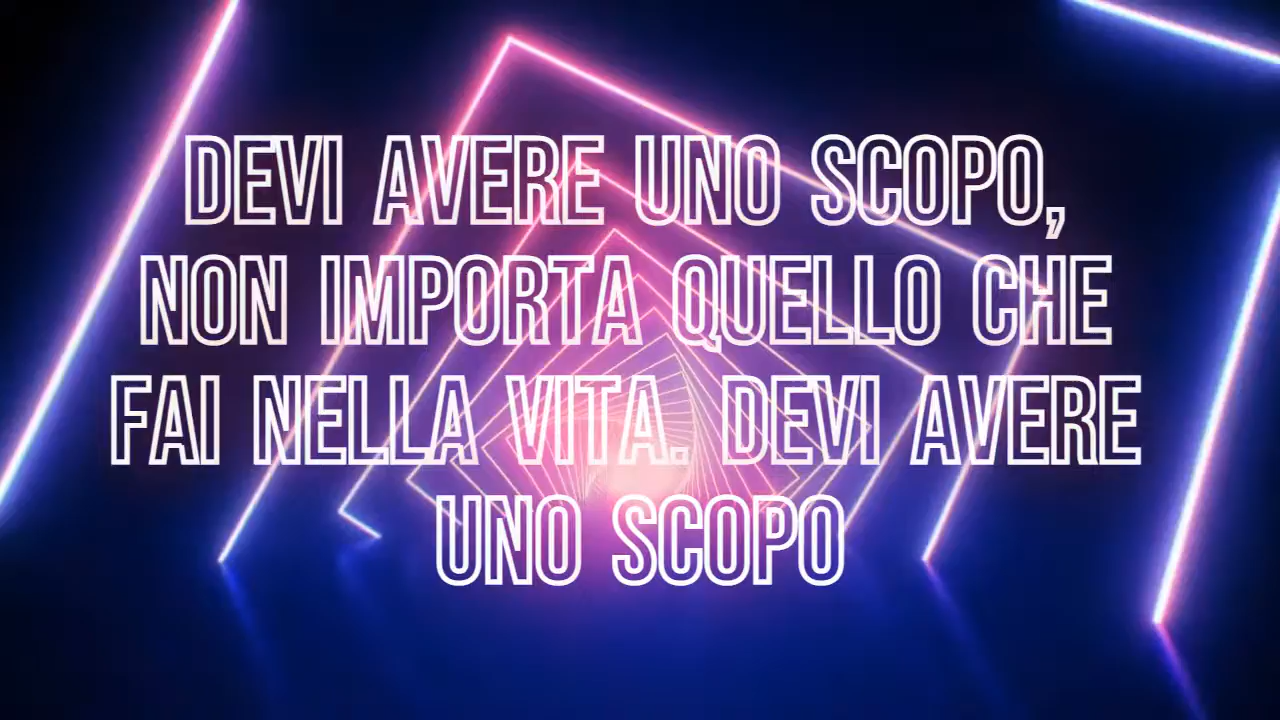 DEVI AVERE UNO SCOPO,
NON IMPORTA QUELLO CHE
FAI NELLA VITA. DEVI AVERE
UNO SCOPO